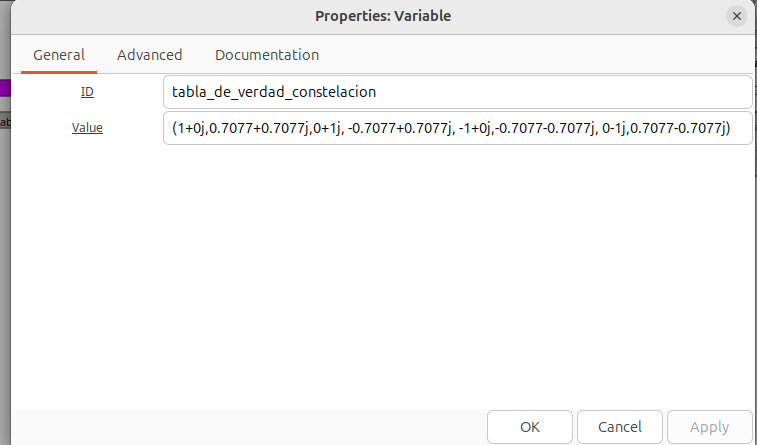 Properties: Variable
General Advanced Documentation
ID tabla_de_verdad_constelacion
Value (1+0j,0.7077+0.7077j,0+1j, -0.7077+0.7077j, -1+0j,-0.7077-0.7077j, 0-1j,0.7077-0.7077j)
OK Cancel Apply